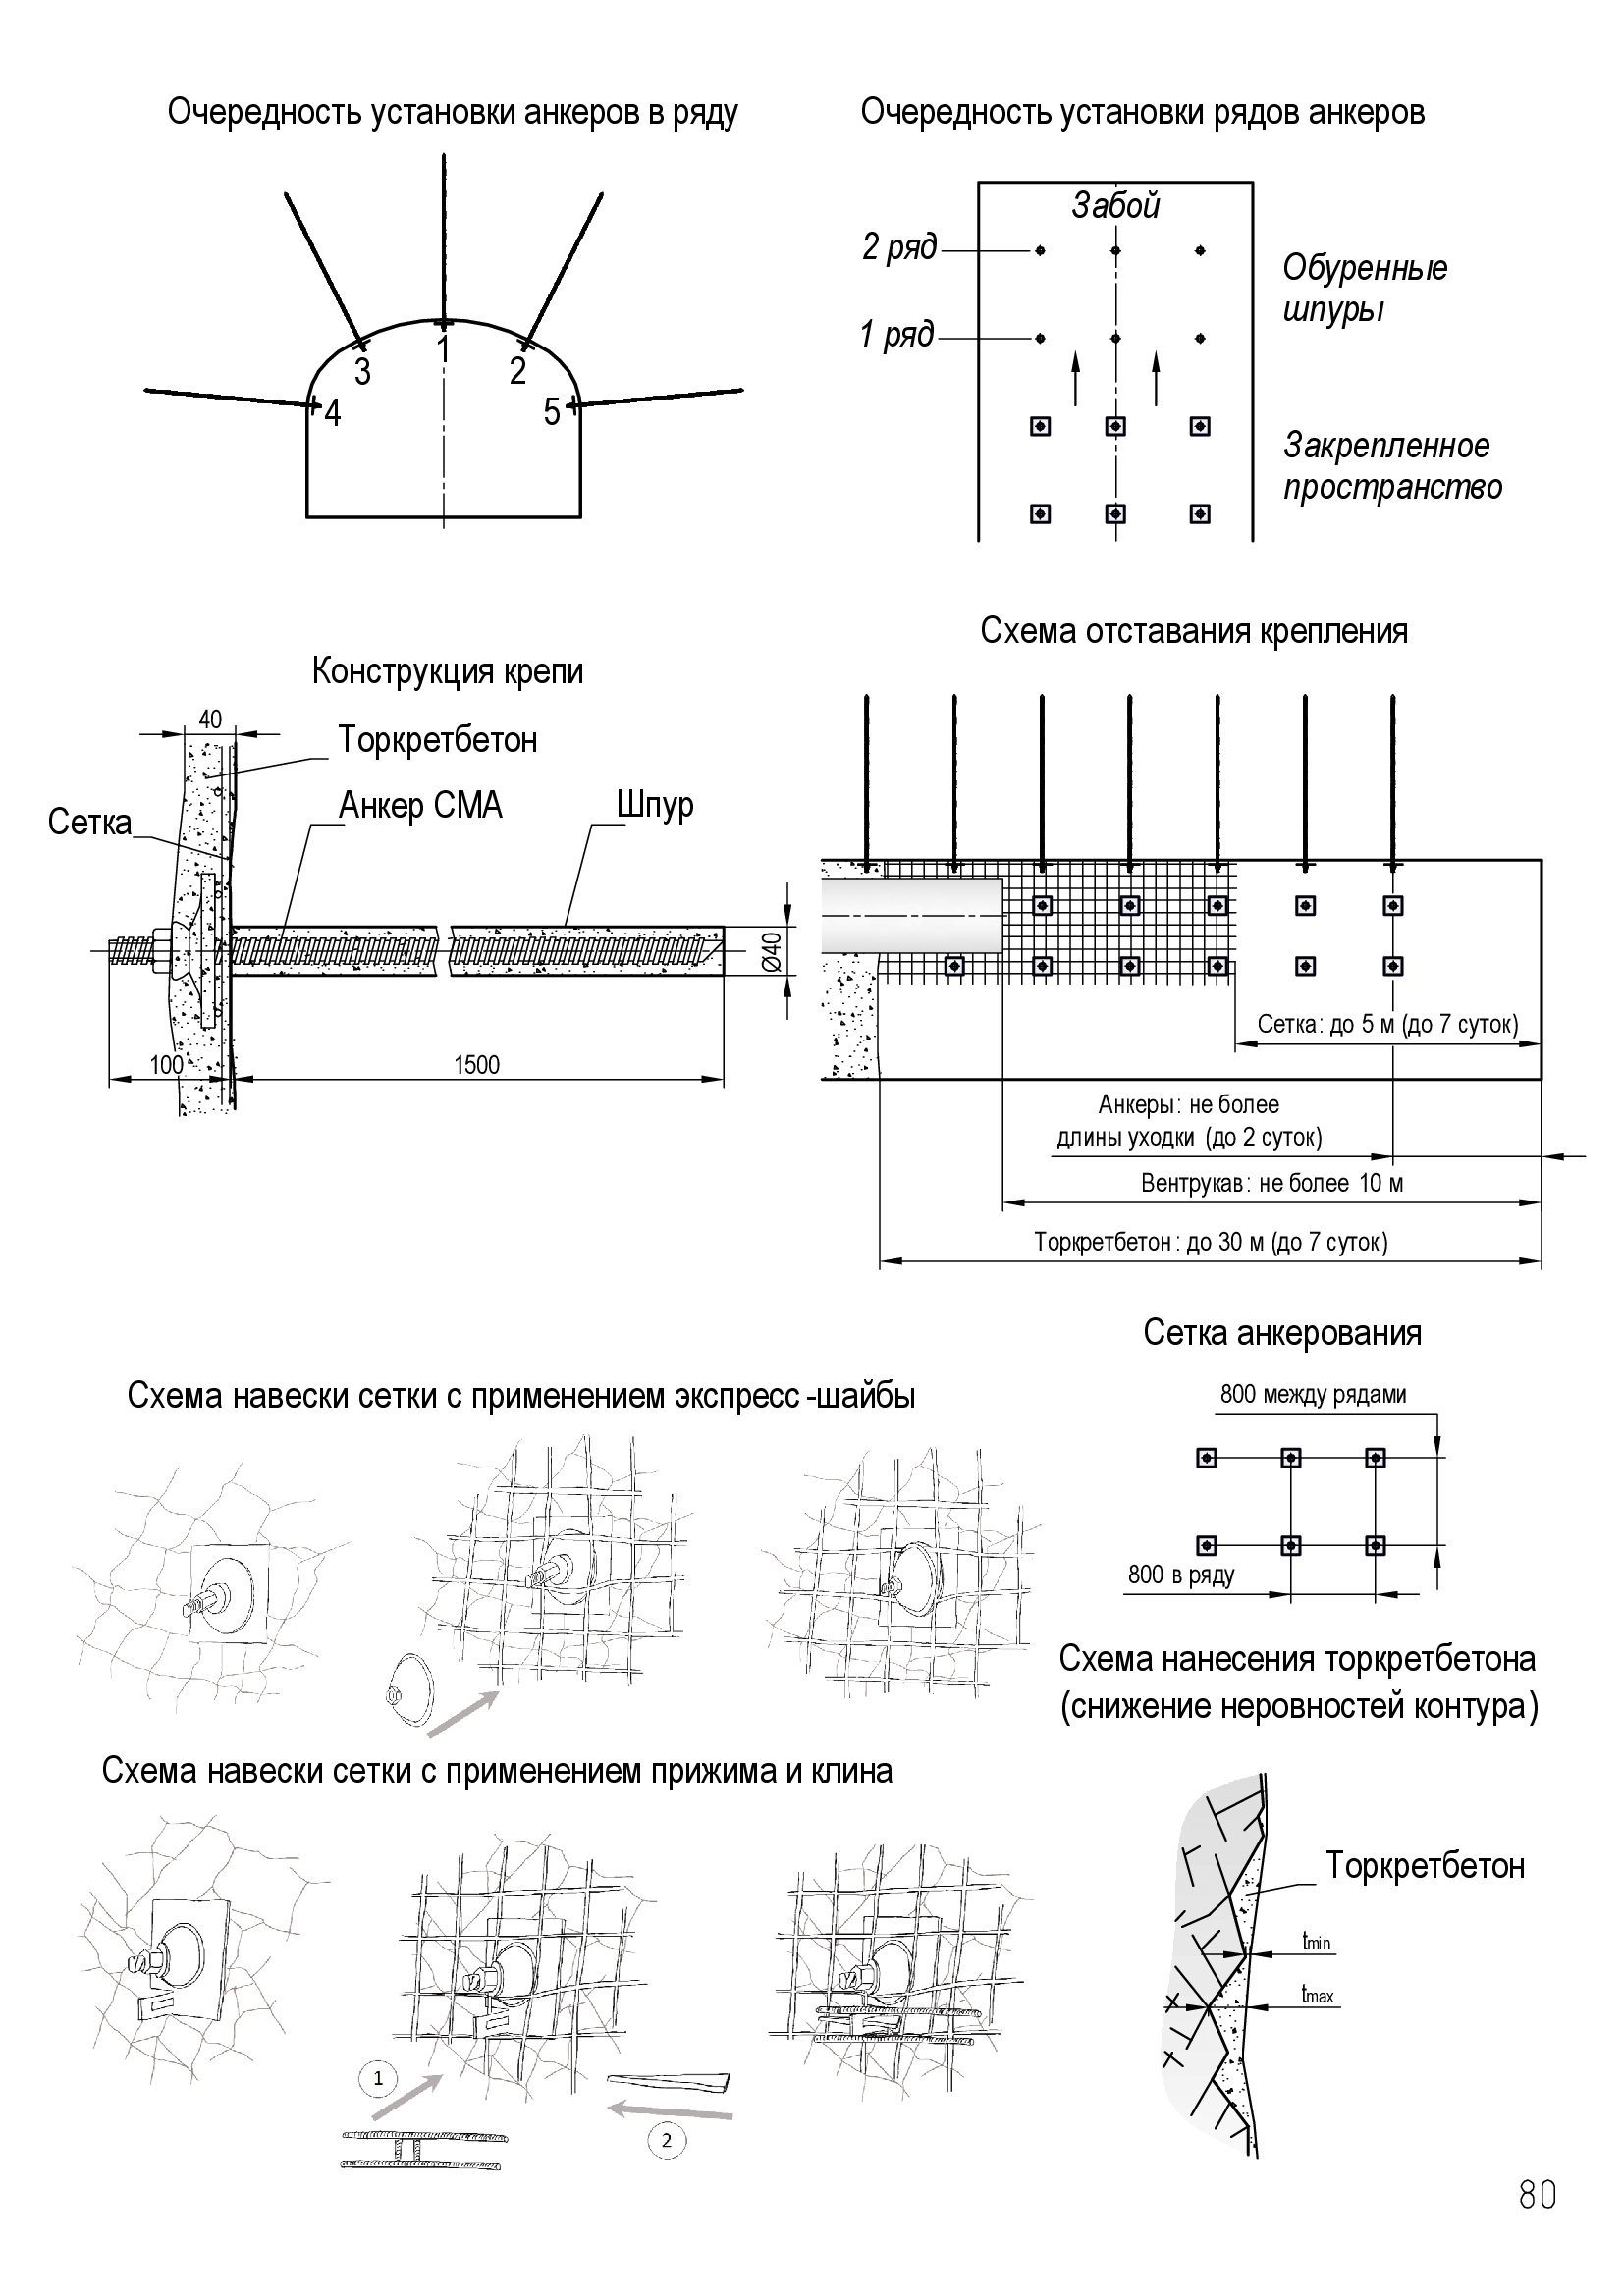 Очередность установки анкеров в ряду
1
2
3
4
5
Очередность установки рядов анкеров
Забой
2 ряд
1 ряд
Обуренные
шпуры
Закрепленное
пространство
Конструкция крепи
40
Торкретбетон
Анкер СМА
Шпур
Сетка
Ø40
100
1500
Схема отставания крепления
Сетка: до 5 м (до 7 суток)
Анкеры: не более
длины уходки (до 2 суток)
Вентрукав: не более 10 м
Торкретбетон: до 30 м (до 7 суток)
Сетка анкерования
800 между рядами
800 в ряду
Схема навески сетки с применением экспресс-шайбы
Схема нанесения торкретбетона
(снижение неровностей контура)
Торкретбетон
tmin
tmax
Схема навески сетки с применением прижима и клина
1
2
80